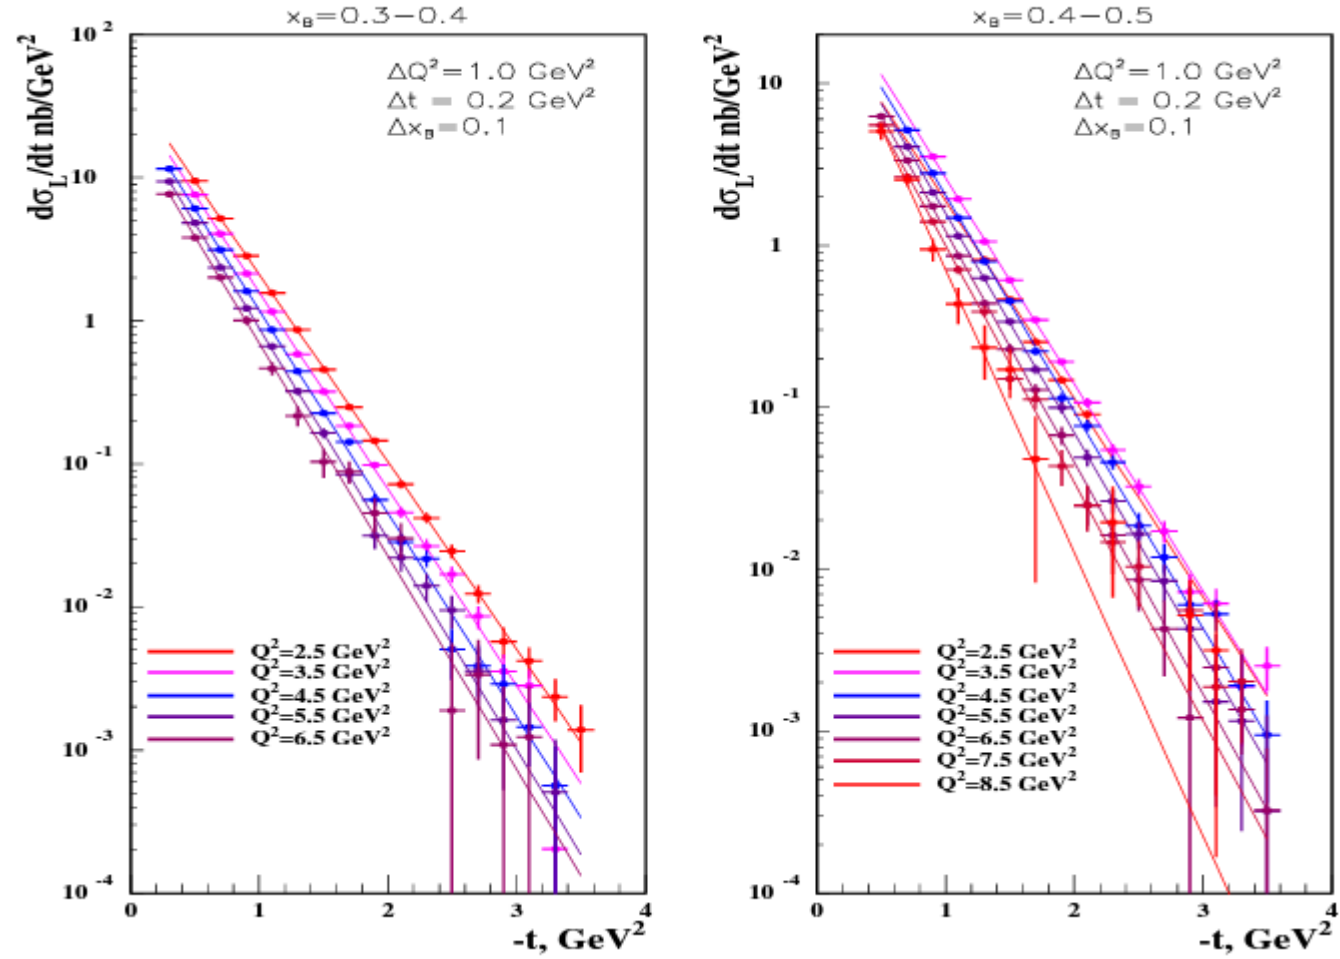 x_B=0.3-0.4
dσ_L/dt nb/GeV²
ΔQ²=1.0 GeV²
Δt = 0.2 GeV²
Δx_B=0.1
10²
10
1
10⁻¹
10⁻²
10⁻³
10⁻⁴
Q²=2.5 GeV²
Q²=3.5 GeV²
Q²=4.5 GeV²
Q²=5.5 GeV²
Q²=6.5 GeV²
0 1 2 3 4
-t, GeV²
x_B=0.4-0.5
dσ_L/dt nb/GeV²
ΔQ²=1.0 GeV²
Δt = 0.2 GeV²
Δx_B=0.1
10
1
10⁻¹
10⁻²
10⁻³
10⁻⁴
Q²=2.5 GeV²
Q²=3.5 GeV²
Q²=4.5 GeV²
Q²=5.5 GeV²
Q²=6.5 GeV²
Q²=7.5 GeV²
Q²=8.5 GeV²
0 1 2 3 4
-t, GeV²